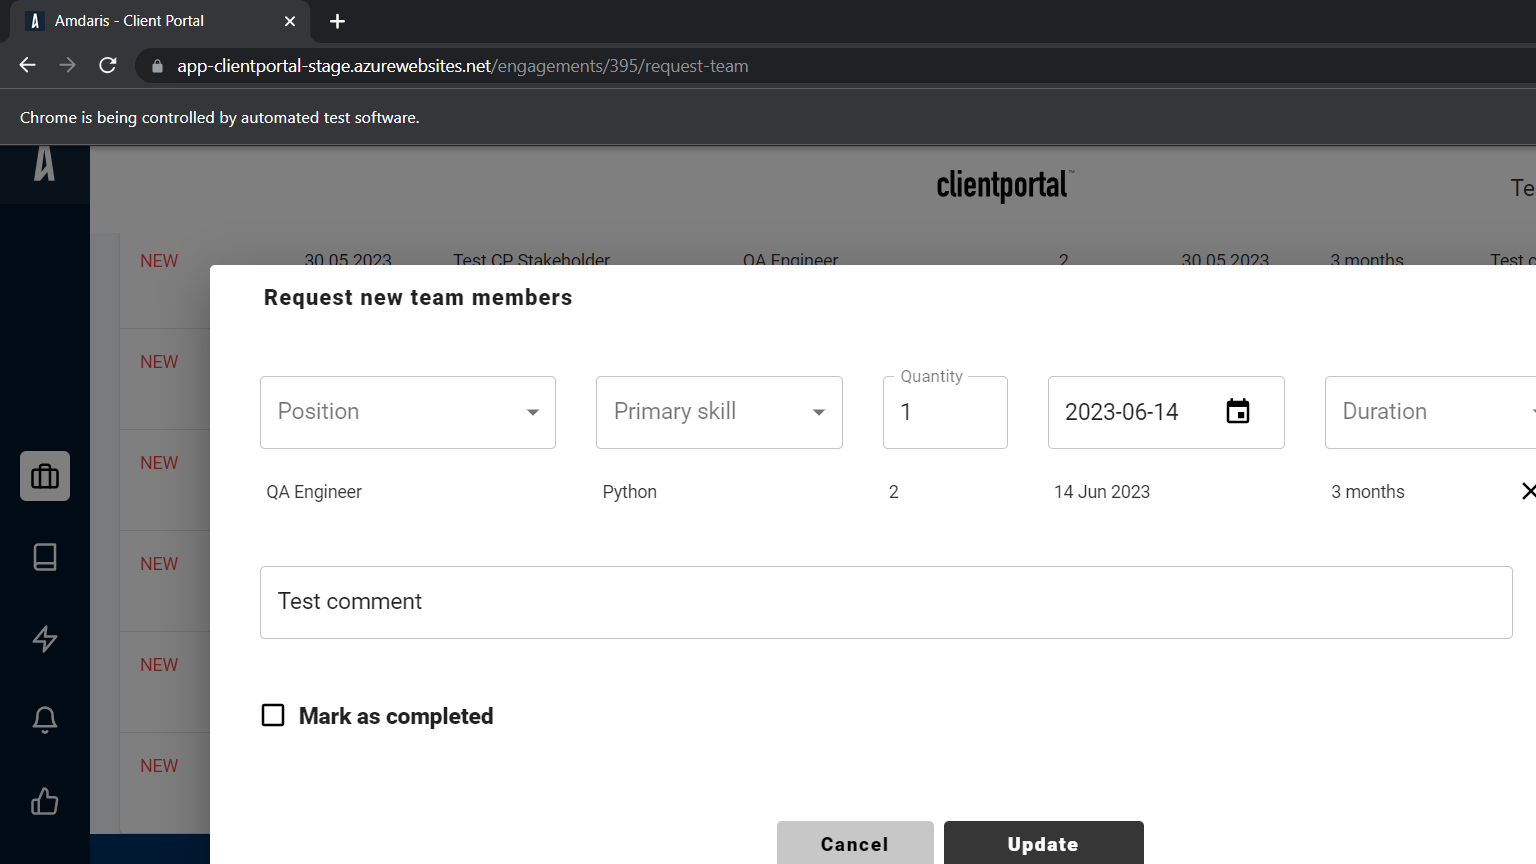 Amdaris - Client Portal
app-clientportal-stage.azurewebsites.net/engagements/395/request-team
Chrome is being controlled by automated test software.
clientportal™
Te
NEW 30.05.2023 Test CP Stakeholder QA Engineer 2 30.05.2023 3 months Test c
Request new team members
NEW
Quantity
Position Primary skill 1 2023-06-14 Duration
NEW
QA Engineer Python 2 14 Jun 2023 3 months
NEW
Test comment
NEW
Mark as completed
NEW
Cancel Update